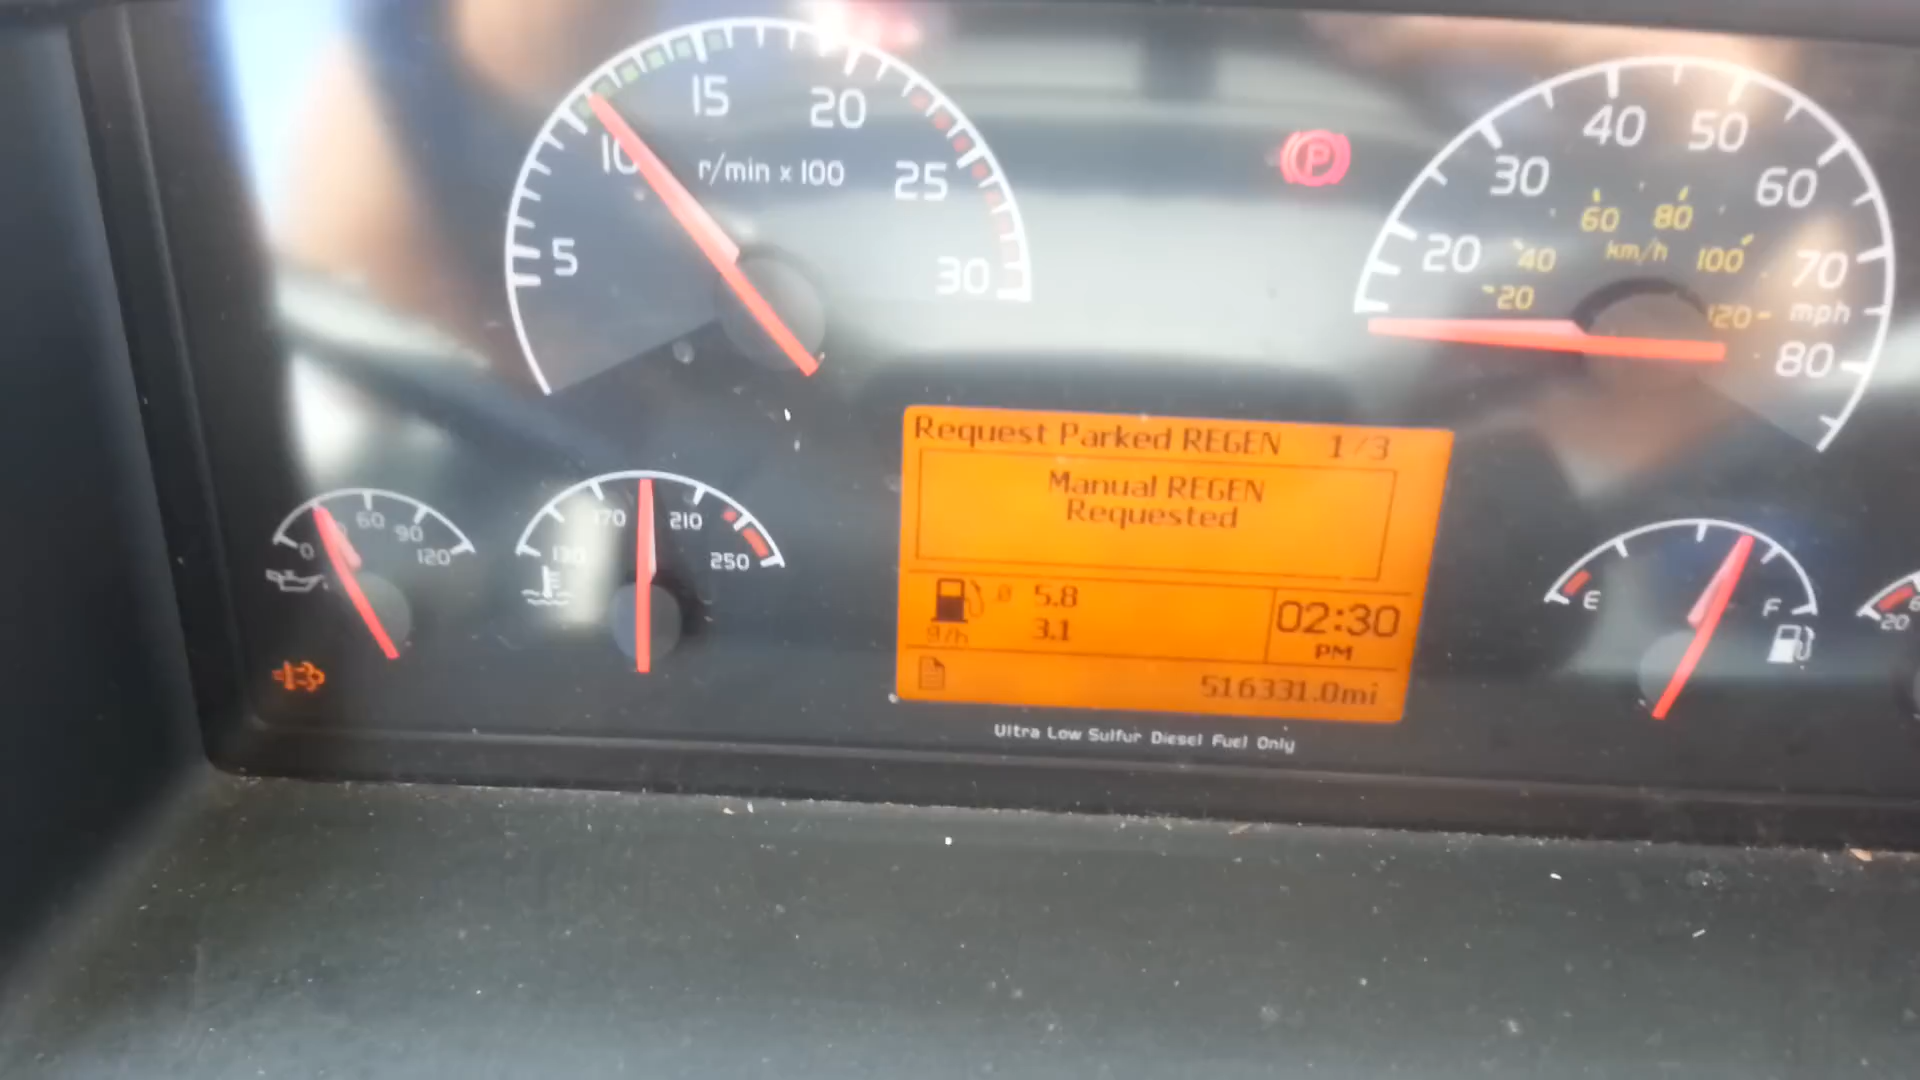 5
10
15
20
25
30
r/min x 100
P
20
30
40
50
60
70
80
mph
20
40
60
80
100
120
km/h
0
60
90
120
170
210
250
Request Parked REGEN 1/3
Manual REGEN
Requested
ø 5.8
3.1
g/h
02:30
PM
516331.0mi
E
F
20
Ultra Low Sulfur Diesel Fuel Only